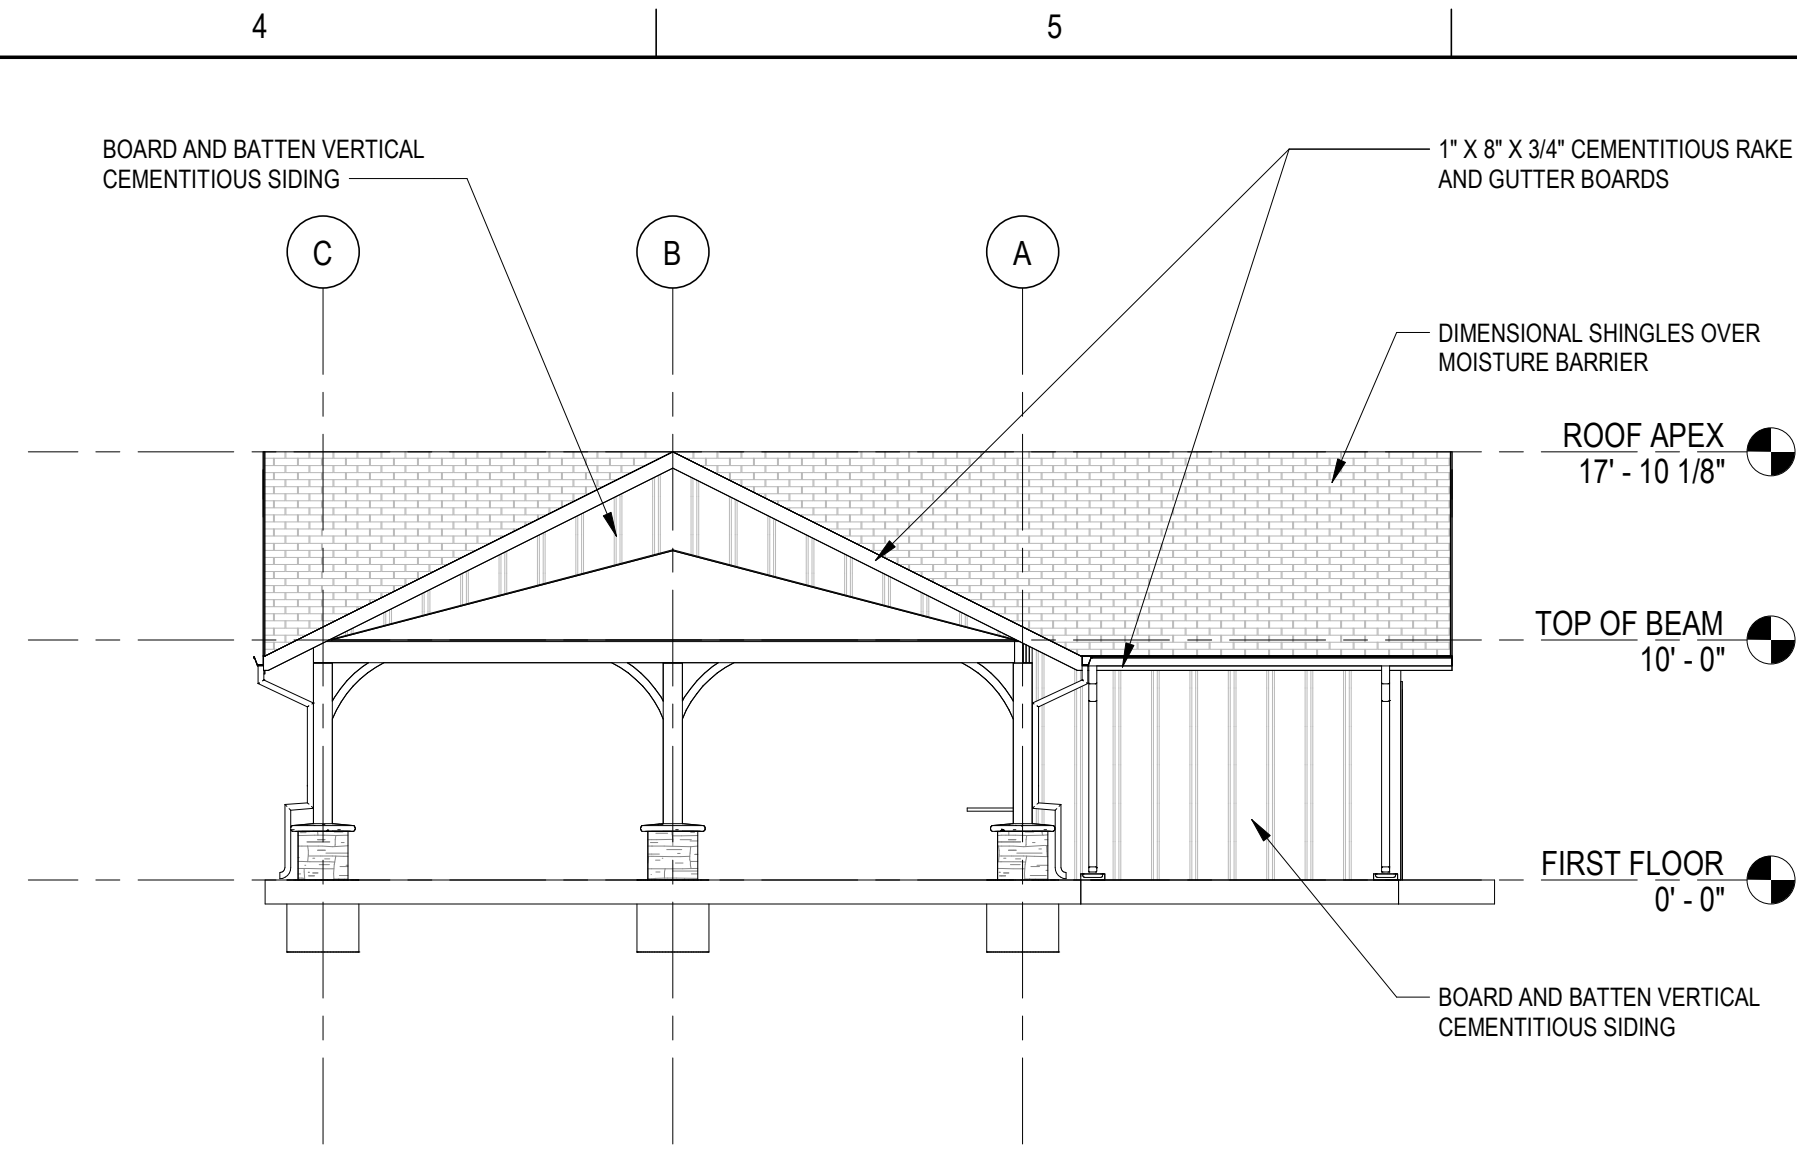 4
5
BOARD AND BATTEN VERTICAL
CEMENTITIOUS SIDING
1" X 8" X 3/4" CEMENTITIOUS RAKE
AND GUTTER BOARDS
C
B
A
DIMENSIONAL SHINGLES OVER
MOISTURE BARRIER
ROOF APEX
17' - 10 1/8"
TOP OF BEAM
10' - 0"
FIRST FLOOR
0' - 0"
BOARD AND BATTEN VERTICAL
CEMENTITIOUS SIDING